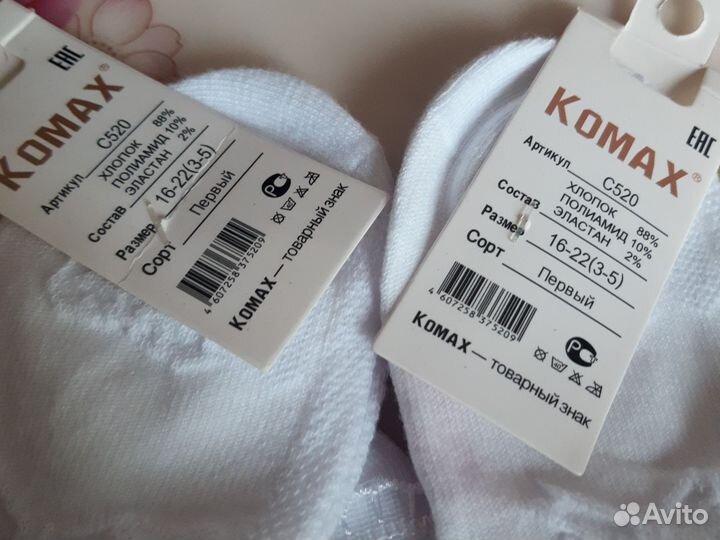 KOMAX®
EAC
Артикул C520
Состав ХЛОПОК 88%
ПОЛИАМИД 10%
ЭЛАСТАН 2%
Размер 16-22(3-5)
Сорт Первый
4 607258 375209
KOMAX — товарный знак
KOMAX®
EAC
Артикул C520
Состав ХЛОПОК 88%
ПОЛИАМИД 10%
ЭЛАСТАН 2%
Размер 16-22(3-5)
Сорт Первый
4 607258 375209
KOMAX — товарный знак
Avito